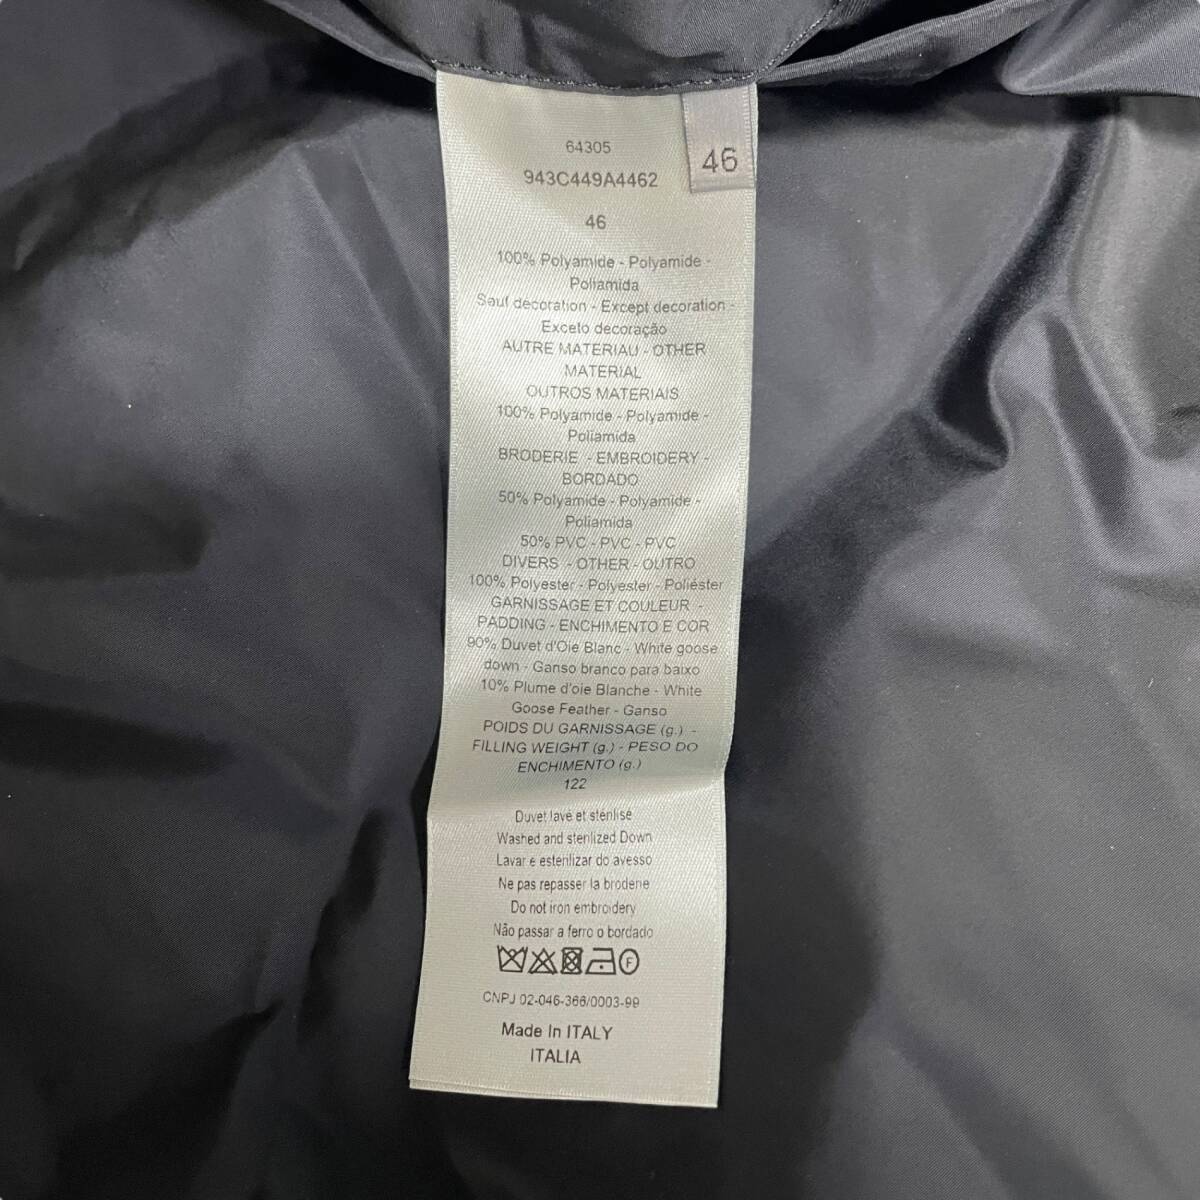 64305
46
943C449A4462
46
100% Polyamide - Polyamide -
Poliamida
Sauf decoration - Except decoration -
Exceto decoração
AUTRE MATERIAU - OTHER
MATERIAL
OUTROS MATERIAIS
100% Polyamide - Polyamide -
Poliamida
BRODERIE - EMBROIDERY -
BORDADO
50% Polyamide - Polyamide -
Poliamida
50% PVC - PVC - PVC
DIVERS - OTHER - OUTRO
100% Polyester - Polyester - Poliéster
GARNISSAGE ET COULEUR -
PADDING - ENCHIMENTO E COR
90% Duvet d'Oie Blanc - White goose
down - Ganso branco para baixo
10% Plume d'oie Blanche - White
Goose Feather - Ganso
POIDS DU GARNISSAGE (g.) -
FILLING WEIGHT (g.) - PESO DO
ENCHIMENTO (g.)
122
Duvet lavé et stérilisé
Washed and sterilized Down
Lavar e esterilizar do avesso
Ne pas repasser la broderie
Do not iron embroidery
Não passar a ferro o bordado
F
CNPJ 02-046-366/0003-99
Made In ITALY
ITALIA